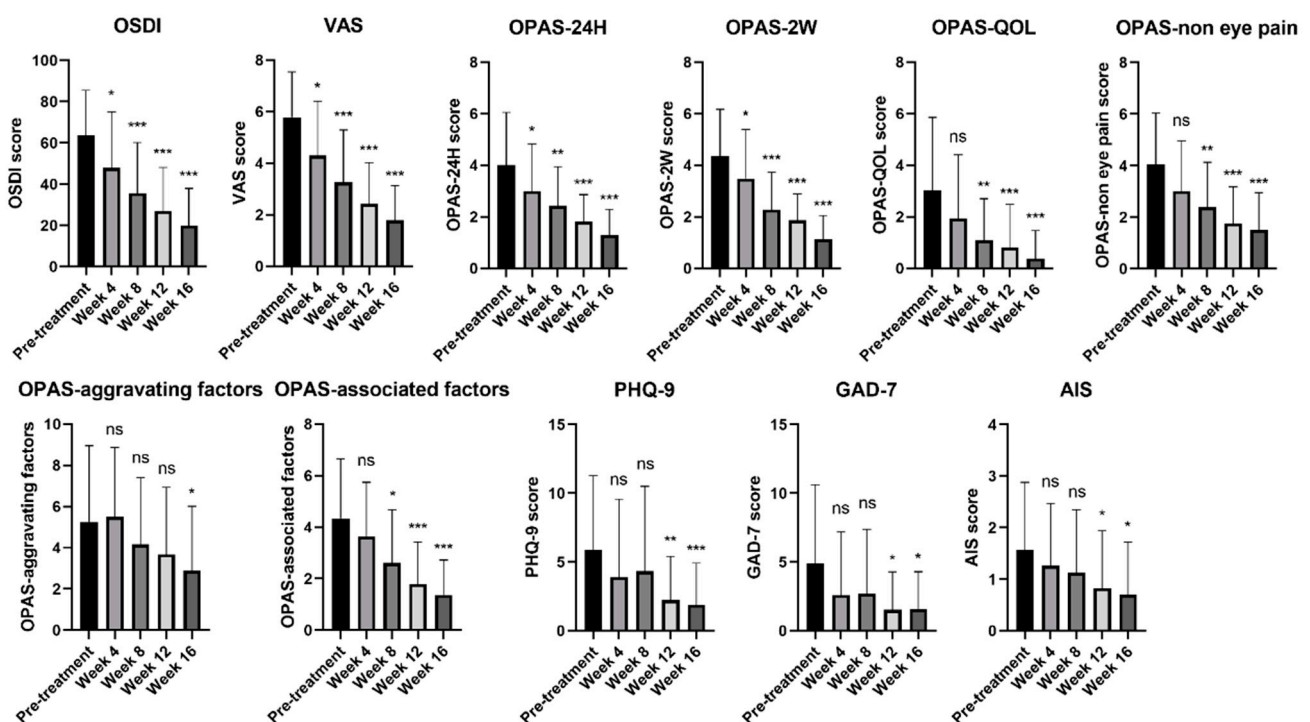 OSDI
OSDI score
100
80
60
40
20
0
*
***
***
***
Pre-treatment
Week 4
Week 8
Week 12
Week 16
VAS
VAS score
8
6
4
2
0
*
***
***
***
Pre-treatment
Week 4
Week 8
Week 12
Week 16
OPAS-24H
OPAS-24H score
8
6
4
2
0
*
**
***
***
Pre-treatment
Week 4
Week 8
Week 12
Week 16
OPAS-2W
OPAS-2W score
8
6
4
2
0
*
***
***
***
Pre-treatment
Week 4
Week 8
Week 12
Week 16
OPAS-QOL
OPAS-QOL score
8
6
4
2
0
ns
**
***
***
Pre-treatment
Week 4
Week 8
Week 12
Week 16
OPAS-non eye pain
OPAS-non eye pain score
8
6
4
2
0
ns
**
***
***
Pre-treatment
Week 4
Week 8
Week 12
Week 16
OPAS-aggravating factors
OPAS-aggravating factors
10
8
6
4
2
0
ns
ns
ns
*
Pre-treatment
Week 4
Week 8
Week 12
Week 16
OPAS-associated factors
OPAS-associated factors
8
6
4
2
0
ns
*
***
***
Pre-treatment
Week 4
Week 8
Week 12
Week 16
PHQ-9
PHQ-9 score
15
10
5
0
ns
ns
**
***
Pre-treatment
Week 4
Week 8
Week 12
Week 16
GAD-7
GAD-7 score
15
10
5
0
ns
ns
*
*
Pre-treatment
Week 4
Week 8
Week 12
Week 16
AIS
AIS score
4
3
2
1
0
ns
ns
*
*
Pre-treatment
Week 4
Week 8
Week 12
Week 16